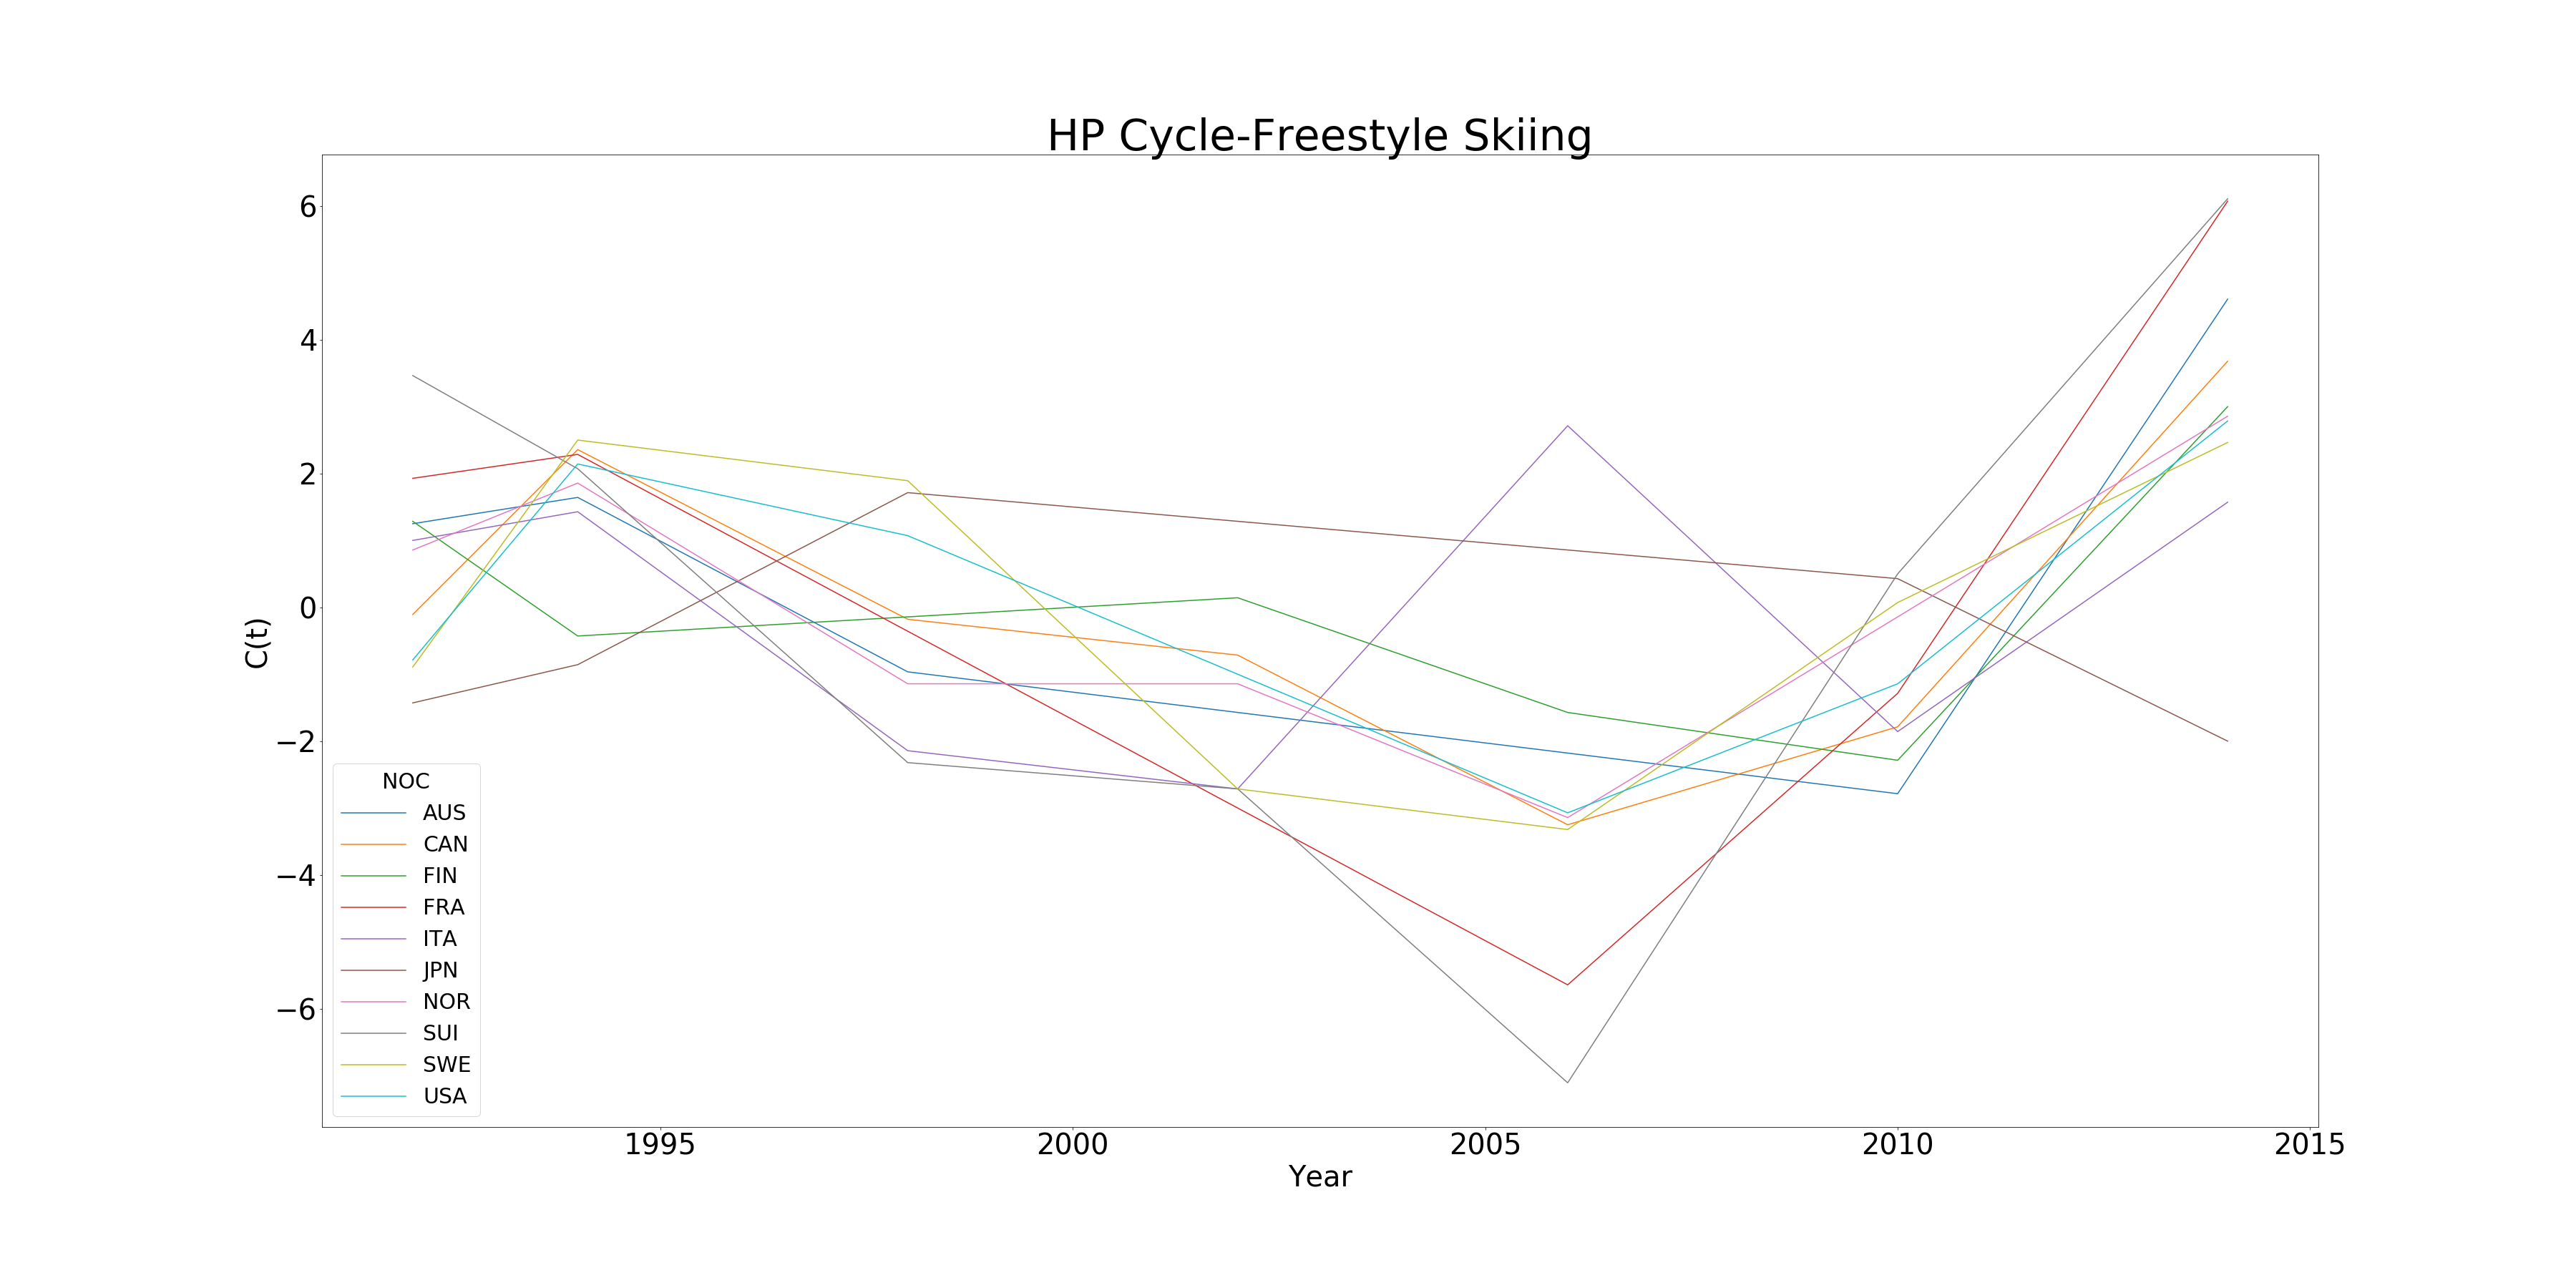 HP Cycle-Freestyle Skiing
6
4
2
0
−2
−4
−6
C(t)
NOC
AUS
CAN
FIN
FRA
ITA
JPN
NOR
SUI
SWE
USA
1995 2000 2005 2010 2015
Year